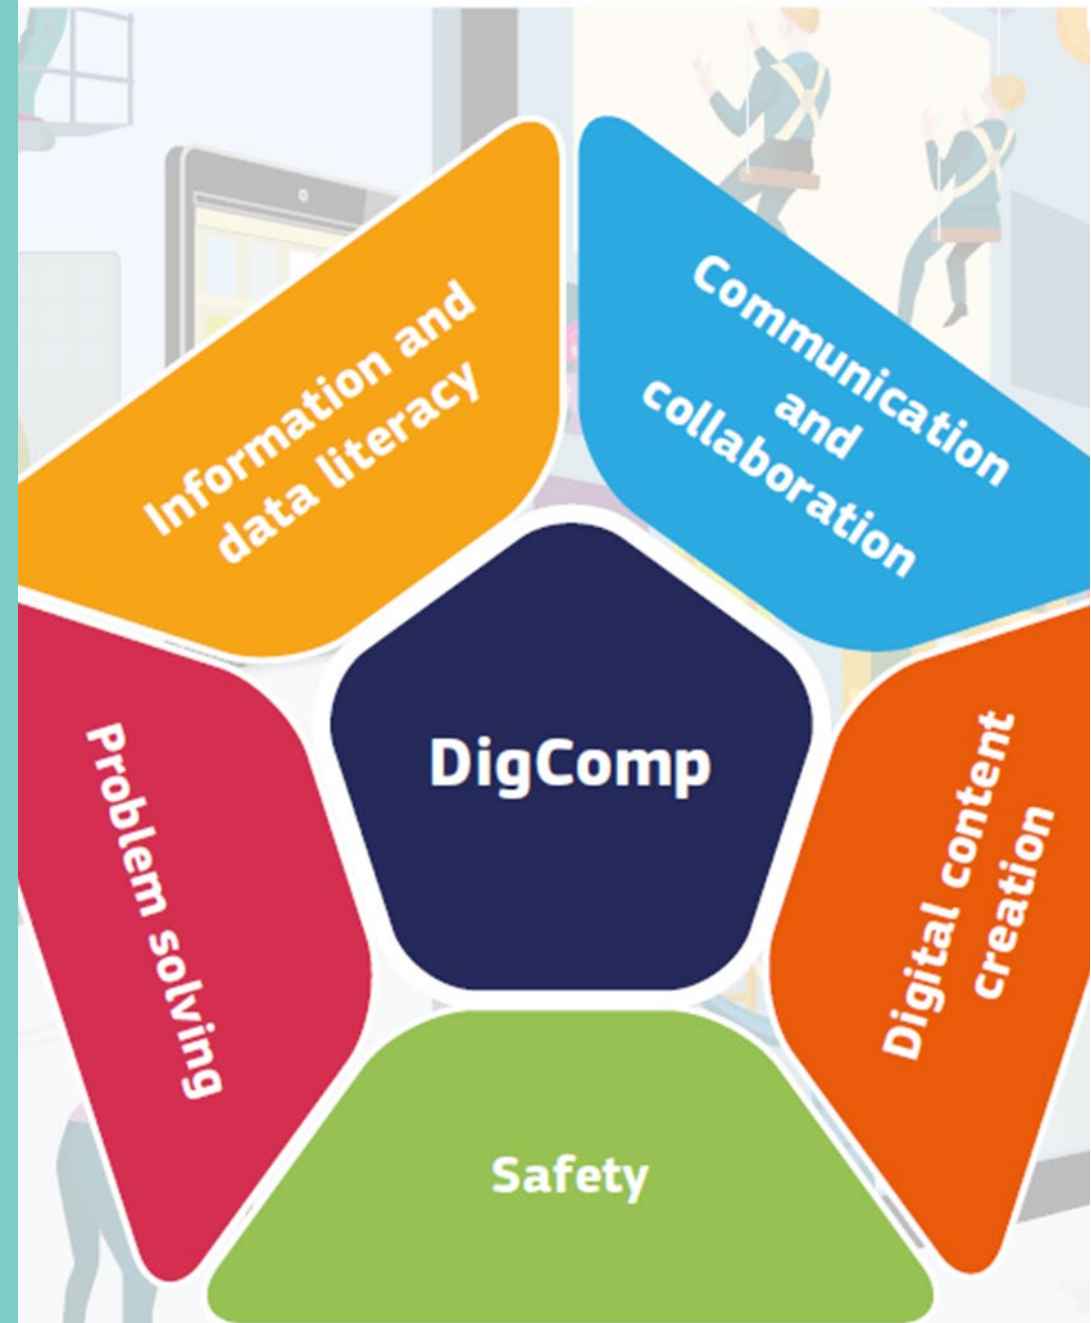 Information and
data literacy
Communication
and
collaboration
DigComp
Problem solving
Digital content
creation
Safety